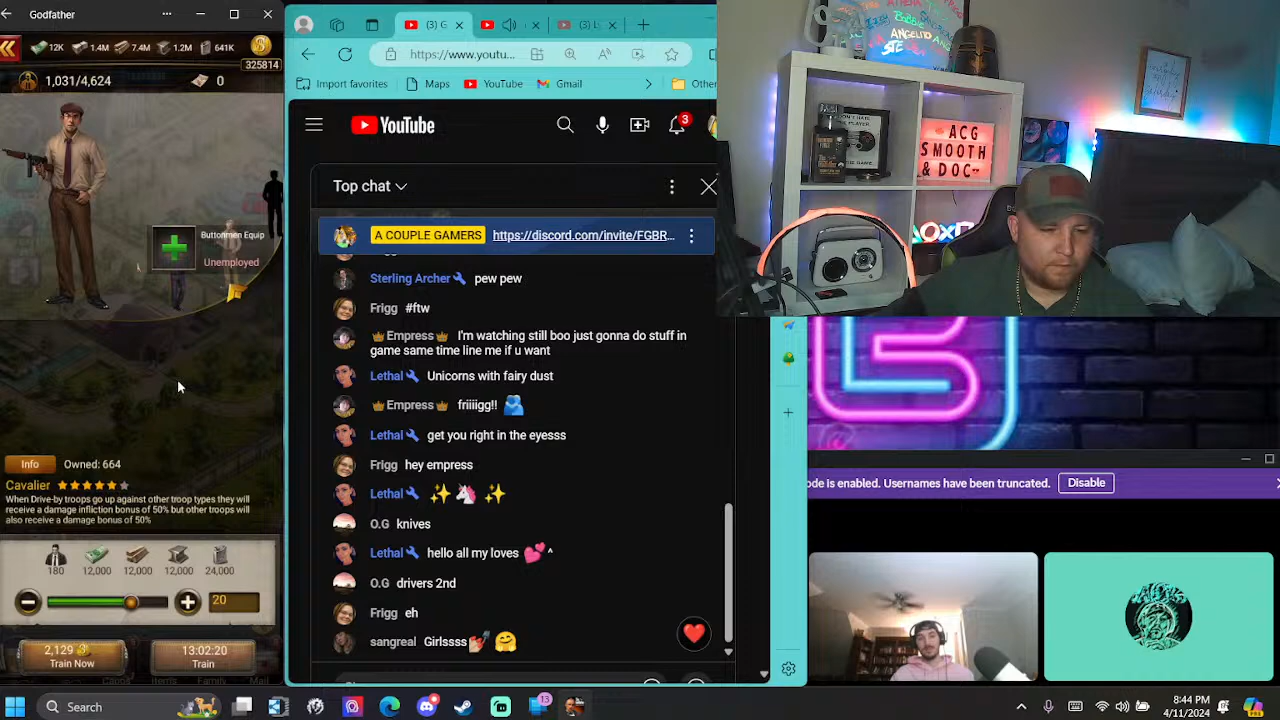 Godfather
12K 1.4M 7.4M 1.2M 641K
325814
1,031/4,624 0
Buttonmen Equip
Unemployed
Info Owned: 664
Cavalier
When Drive-by troops go up against other troop types they will
receive a damage infliction bonus of 50% but other troops will
also receive a damage bonus of 50%
180 12,000 12,000 12,000 24,000
20
2,129
Train Now
13:02:20
Train
(3) G
(3) L
https://www.youtu...
Import favorites Maps YouTube Gmail Other
YouTube
3
Top chat
A COUPLE GAMERS https://discord.com/invite/FGBR...
Sterling Archer pew pew
Frigg #ftw
Empress I'm watching still boo just gonna do stuff in
game same time line me if u want
Lethal Unicorns with fairy dust
Empress friiiigg!! 🫂
Lethal get you right in the eyesss
Frigg hey empress
Lethal ✨ 🦄 ✨
O.G knives
Lethal hello all my loves 💕 ^
O.G drivers 2nd
Frigg eh
sangreal Girlssss💅 🤗
ATHENA
BOBBY
ANGELINO
STE
ACG
SMOOTH
& DOC
ode is enabled. Usernames have been truncated. Disable
Search
13
8:44 PM
4/11/2024